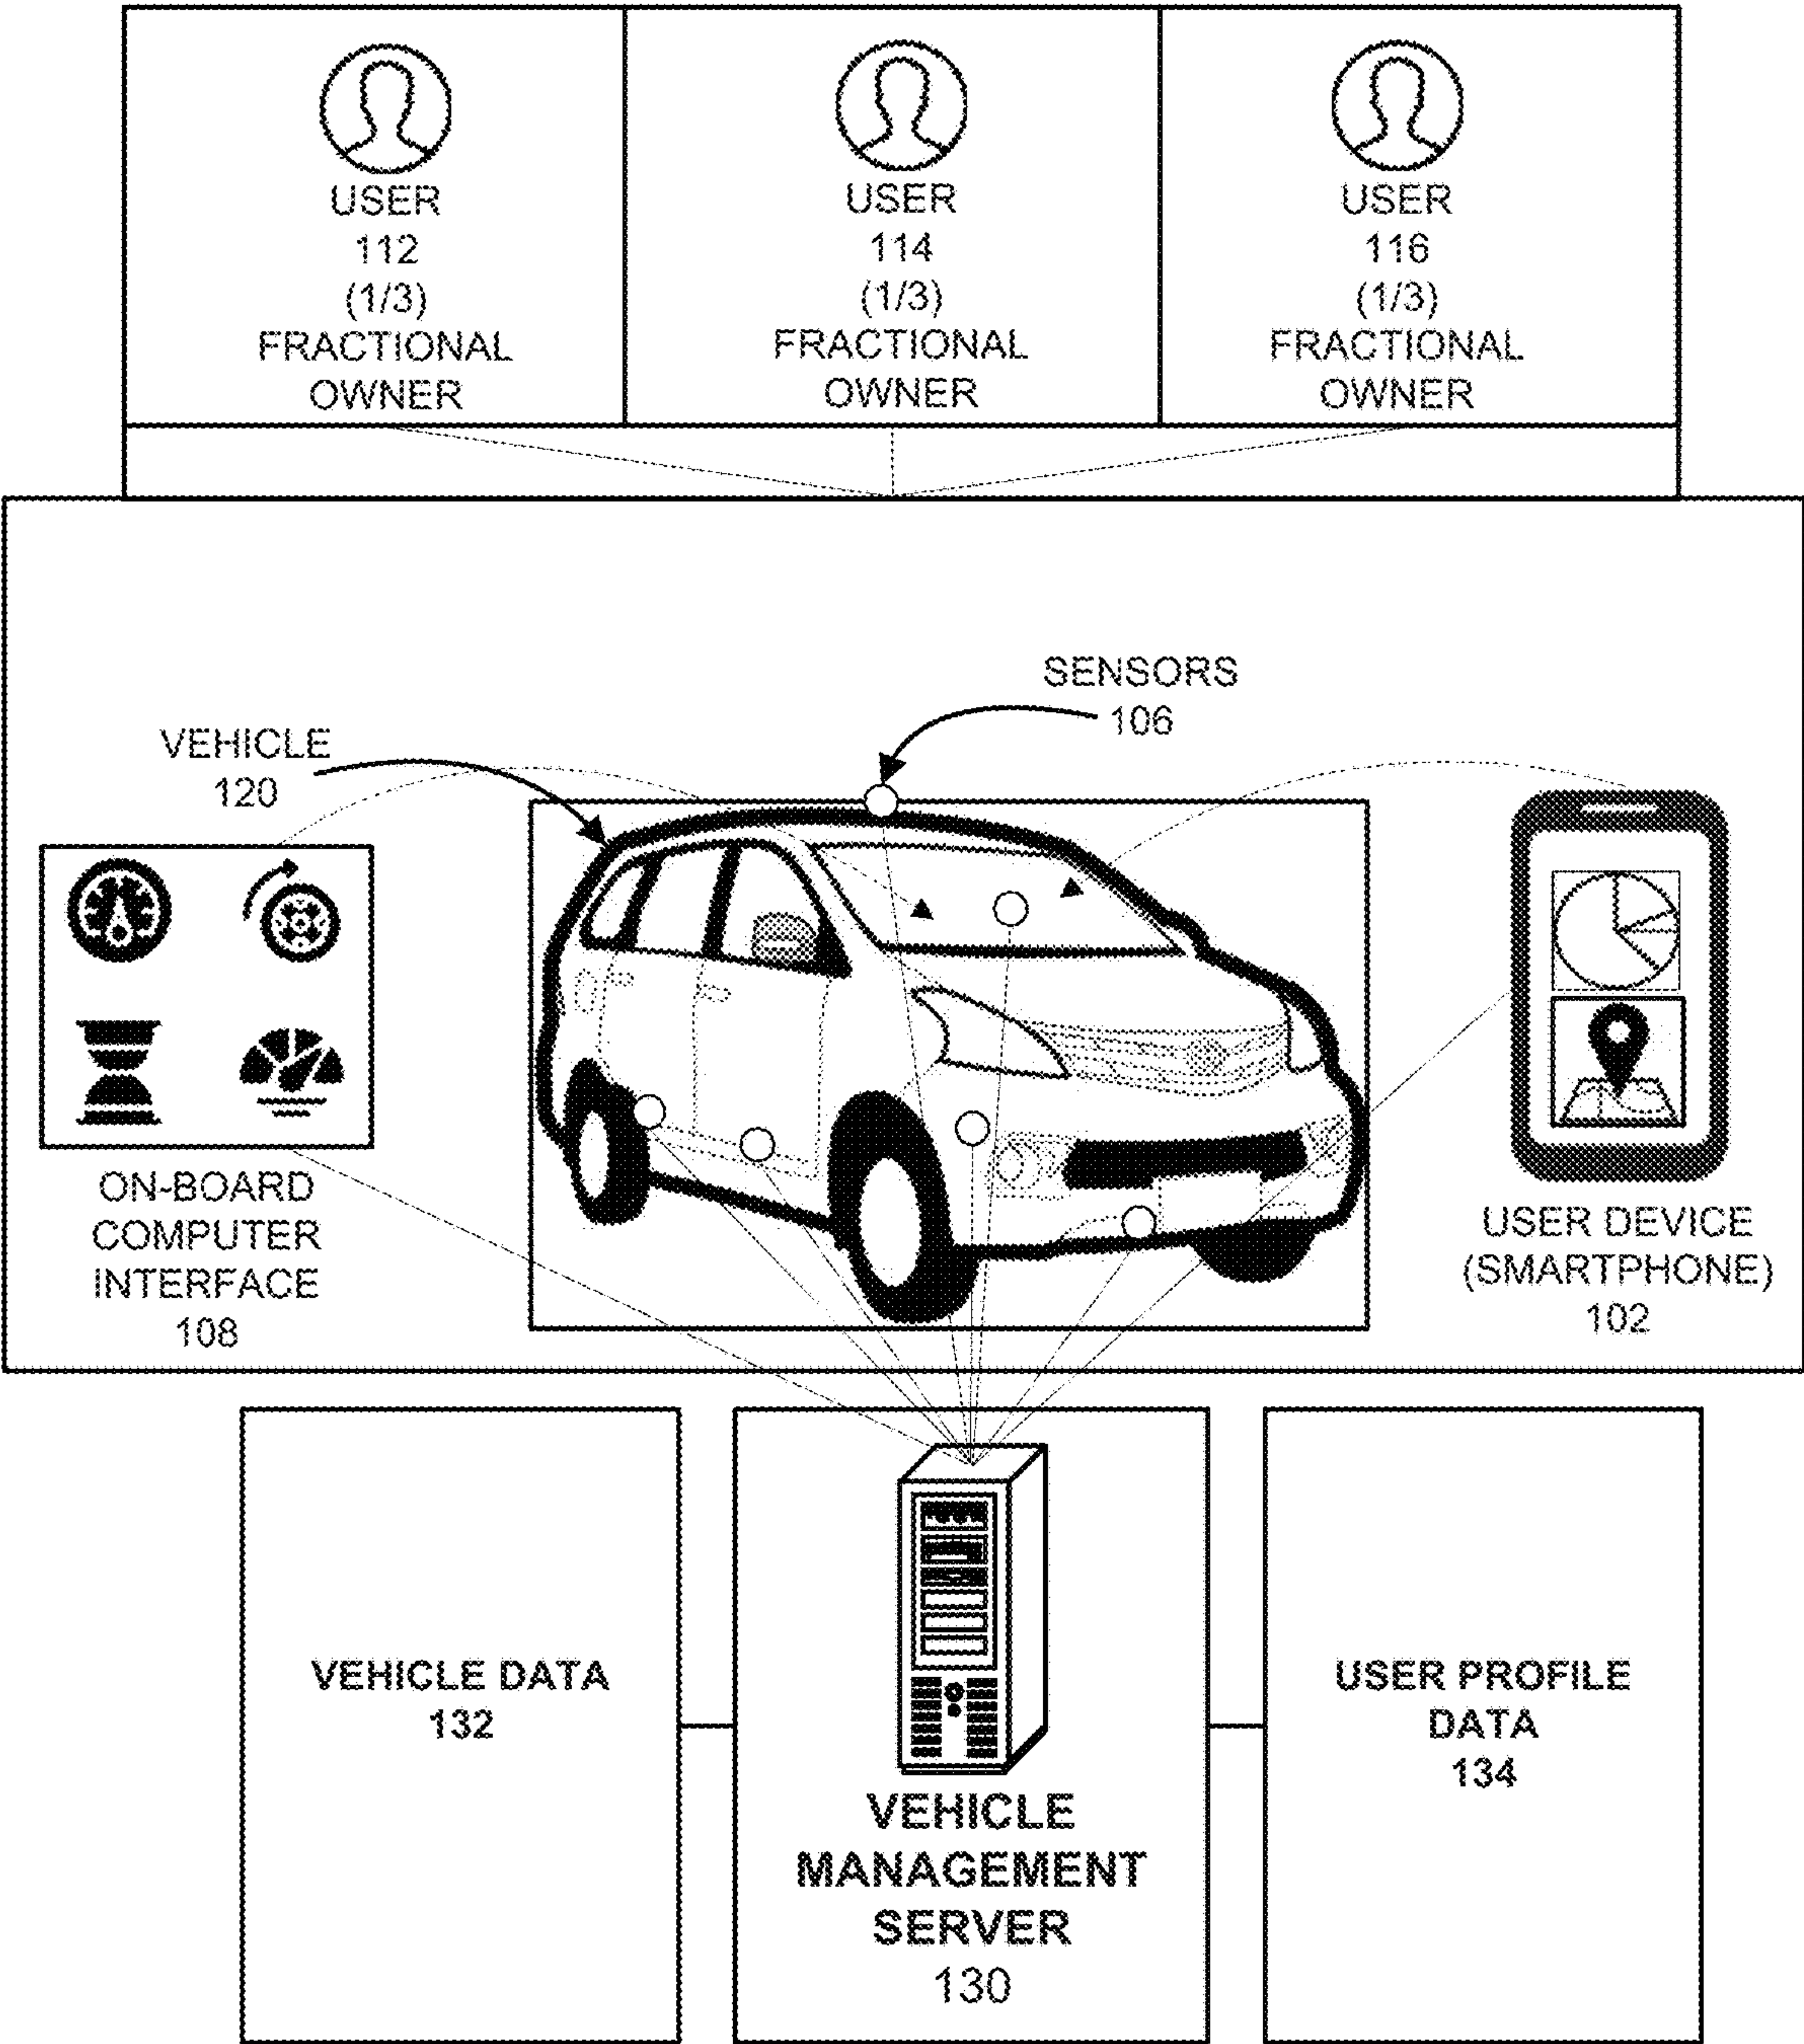 USER
112
(1/3)
FRACTIONAL
OWNER
USER
114
(1/3)
FRACTIONAL
OWNER
USER
116
(1/3)
FRACTIONAL
OWNER
SENSORS
106
VEHICLE
120
ON-BOARD
COMPUTER
INTERFACE
108
USER DEVICE
(SMARTPHONE)
102
VEHICLE DATA
132
VEHICLE
MANAGEMENT
SERVER
130
USER PROFILE
DATA
134